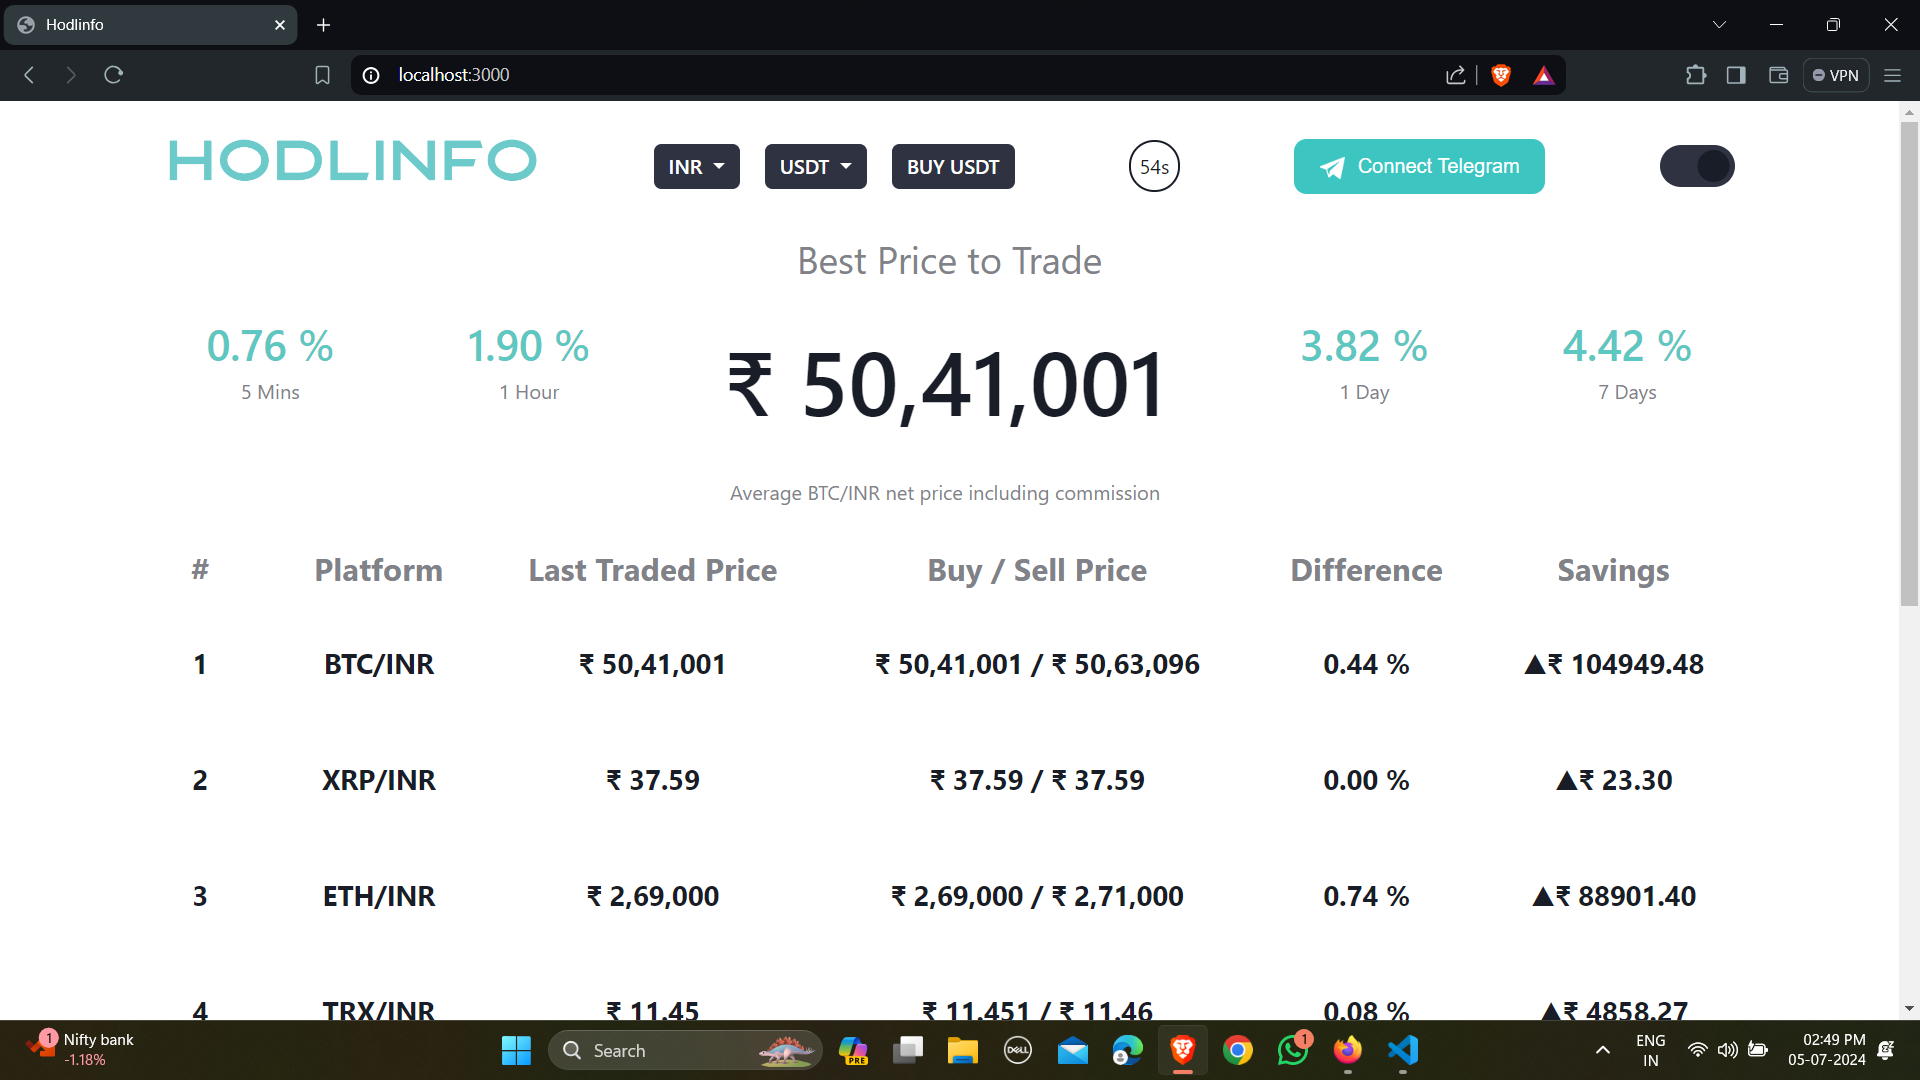 Hodlinfo
localhost:3000
VPN
HODLINFO
INR
USDT
BUY USDT
54s
Connect Telegram
Best Price to Trade
0.76 %
5 Mins
1.90 %
1 Hour
₹ 50,41,001
3.82 %
1 Day
4.42 %
7 Days
Average BTC/INR net price including commission
# Platform Last Traded Price Buy / Sell Price Difference Savings
1 BTC/INR ₹ 50,41,001 ₹ 50,41,001 / ₹ 50,63,096 0.44 % ▲₹ 104949.48
2 XRP/INR ₹ 37.59 ₹ 37.59 / ₹ 37.59 0.00 % ▲₹ 23.30
3 ETH/INR ₹ 2,69,000 ₹ 2,69,000 / ₹ 2,71,000 0.74 % ▲₹ 88901.40
4 TRX/INR ₹ 11.45 ₹ 11.451 / ₹ 11.46 0.08 % ▲₹ 4858.27
1
Nifty bank
-1.18%
Search
PRE
DELL
1
ENG
IN
02:49 PM
05-07-2024